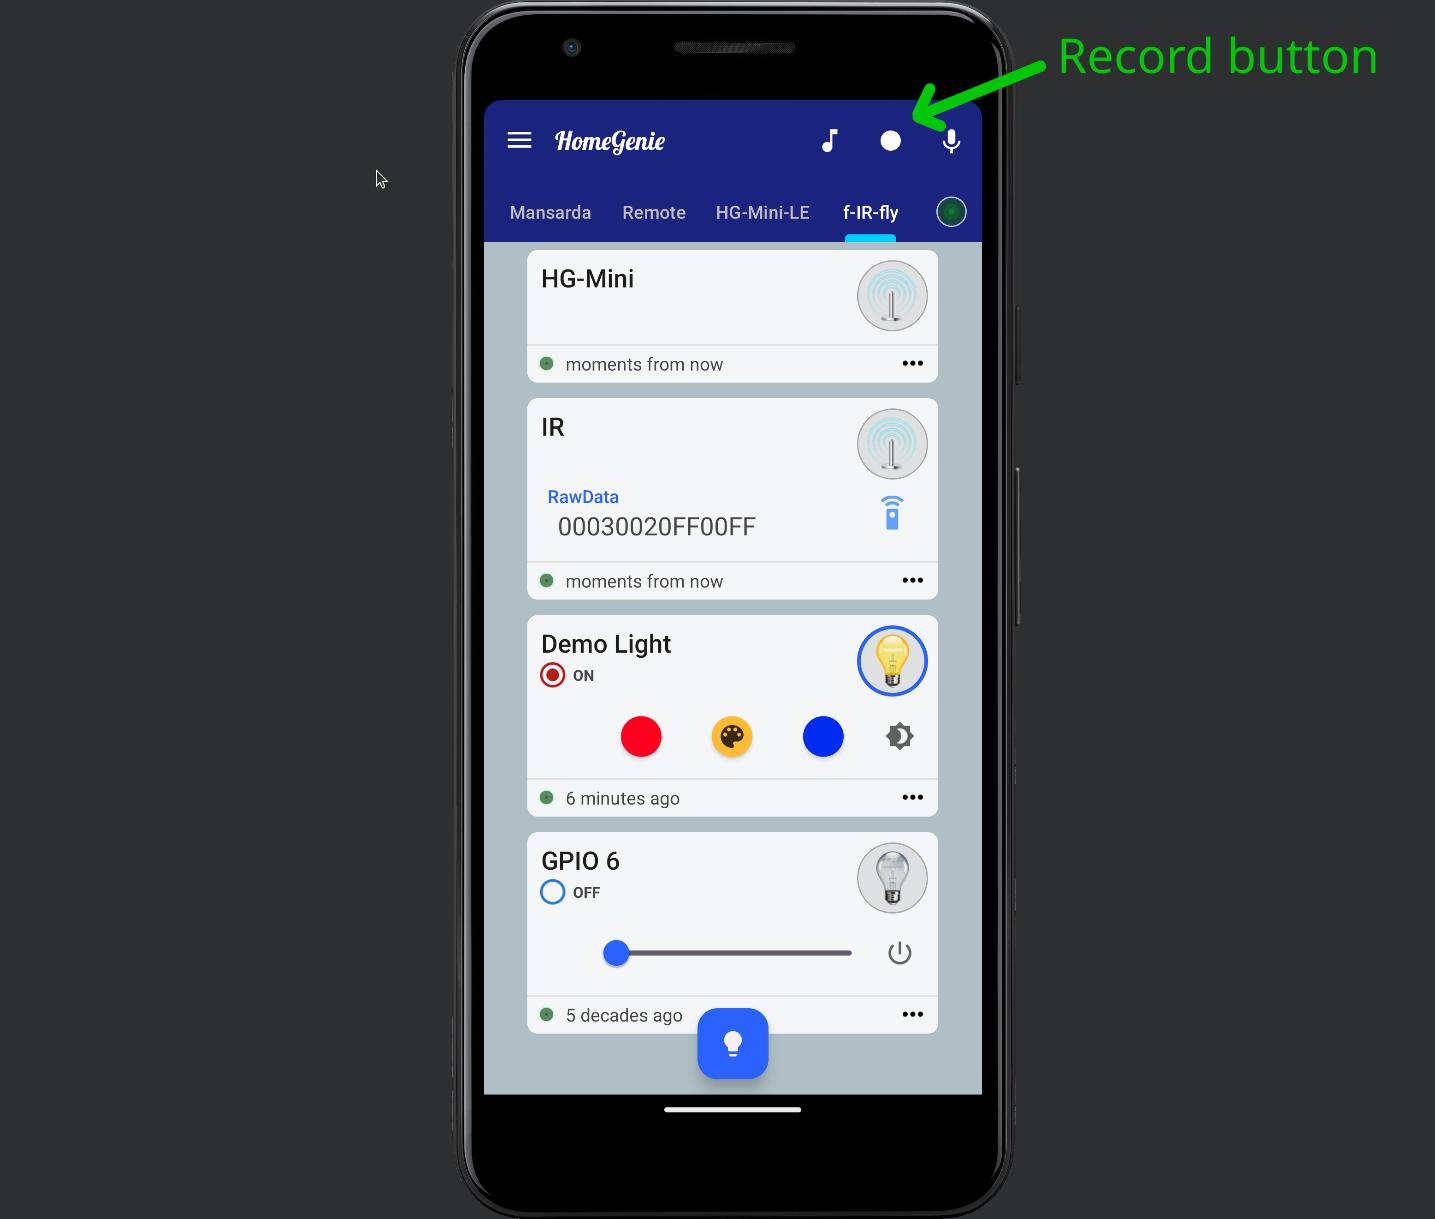 Record button
HomeGenie
Mansarda Remote HG-Mini-LE f-IR-fly
HG-Mini
moments from now
IR
RawData
00030020FF00FF
moments from now
Demo Light
ON
6 minutes ago
GPIO 6
OFF
5 decades ago